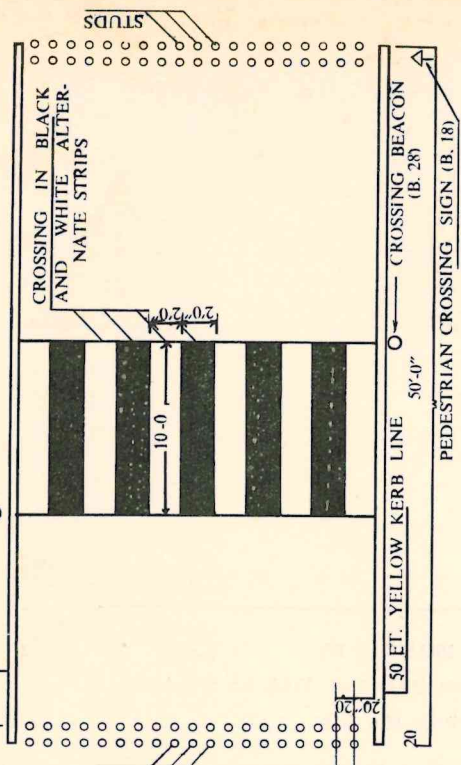 STUDS
CROSSING IN BLACK
AND WHITE ALTER-
NATE STRIPS
2'0"
2'0"
10-0
CROSSING BEACON
(B. 28)
50'-0"
50 ET. YELLOW KERB LINE
PEDESTRIAN CROSSING SIGN (B. 18)
20" 20
20